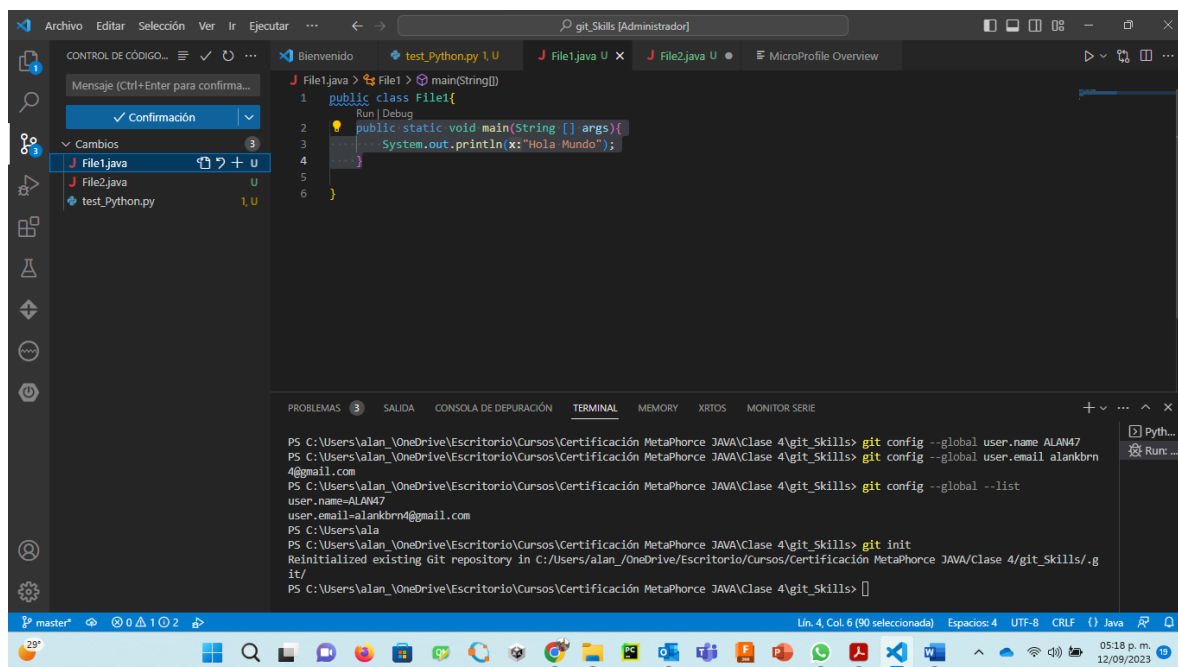 Archivo Editar Selección Ver Ir Ejecutar ··· git_Skills [Administrador]
CONTROL DE CÓDIGO...
Mensaje (Ctrl+Enter para confirma...
Confirmación
Cambios 3
File1.java U
File2.java U
test_Python.py 1, U
1
3
Bienvenido test_Python.py 1, U File1.java U File2.java U MicroProfile Overview
File1.java > File1 > main(String[])
1 public class File1{
Run | Debug
2 public static void main(String [] args){
3 System.out.println(x:"Hola Mundo");
4 }
5
6 }
PROBLEMAS 3 SALIDA CONSOLA DE DEPURACIÓN TERMINAL MEMORY XRTOS MONITOR SERIE
PS C:\Users\alan_\OneDrive\Escritorio\Cursos\Certificación MetaPhorce JAVA\Clase 4\git_Skills> git config --global user.name ALAN47
PS C:\Users\alan_\OneDrive\Escritorio\Cursos\Certificación MetaPhorce JAVA\Clase 4\git_Skills> git config --global user.email alankbrn
4@gmail.com
PS C:\Users\alan_\OneDrive\Escritorio\Cursos\Certificación MetaPhorce JAVA\Clase 4\git_Skills> git config --global --list
user.name=ALAN47
user.email=alankbrn4@gmail.com
PS C:\Users\ala
PS C:\Users\alan_\OneDrive\Escritorio\Cursos\Certificación MetaPhorce JAVA\Clase 4\git_Skills> git init
Reinitialized existing Git repository in C:/Users/alan_/OneDrive/Escritorio/Cursos/Certificación MetaPhorce JAVA/Clase 4/git_Skills/.g
it/
PS C:\Users\alan_\OneDrive\Escritorio\Cursos\Certificación MetaPhorce JAVA\Clase 4\git_Skills>
Pyth...
Run: ...
master* 0 1 2 Lín. 4, Col. 6 (90 seleccionada) Espacios: 4 UTF-8 CRLF {} Java
29°
05:18 p. m.
12/09/2023
19